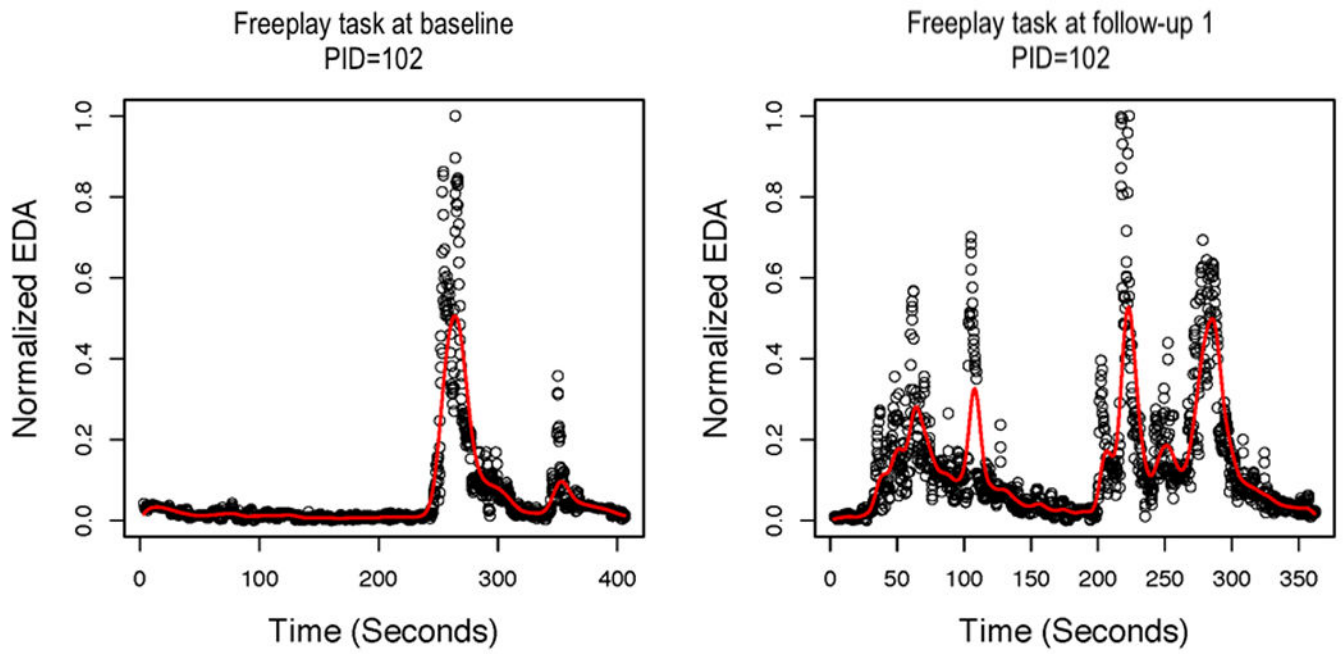 Freeplay task at baseline
PID=102
Normalized EDA
1.0
0.8
0.6
0.4
0.2
0.0
0 100 200 300 400
Time (Seconds)
Freeplay task at follow-up 1
PID=102
Normalized EDA
1.0
0.8
0.6
0.4
0.2
0.0
0 50 100 150 200 250 300 350
Time (Seconds)